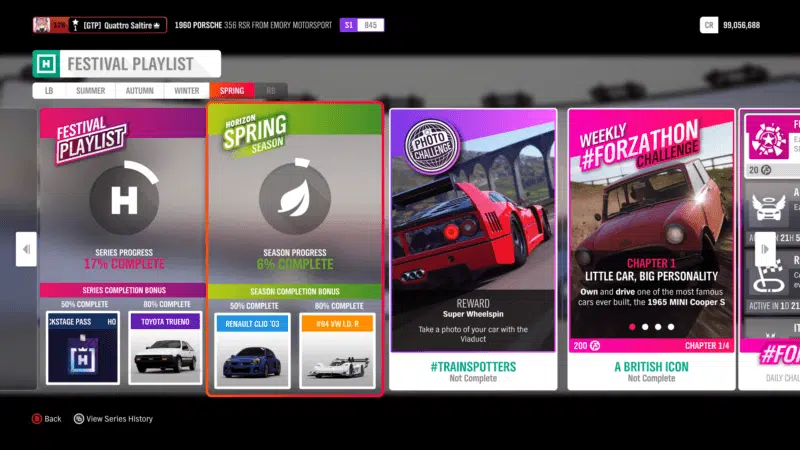 376 [GTP] Quattro Saltire
1960 PORSCHE 356 RSR FROM EMORY MOTORSPORT
S1 845
CR 99,056,688
H FESTIVAL PLAYLIST
LB SUMMER AUTUMN WINTER SPRING RB
FESTIVAL
PLAYLIST
H
SERIES PROGRESS
17% COMPLETE
SERIES COMPLETION BONUS
50% COMPLETE 80% COMPLETE
CKSTAGE PASS HO
TOYOTA TRUENO
H
HORIZON
SPRING
SEASON
SEASON PROGRESS
6% COMPLETE
SEASON COMPLETION BONUS
50% COMPLETE 80% COMPLETE
RENAULT CLIO '03
#94 VW I.D. R
PHOTO
CHALLENGE
REWARD
Super Wheelspin
Take a photo of your car with the
Viaduct
#TRAINSPOTTERS
Not Complete
WEEKLY
#FORZATHON
CHALLENGE
CHAPTER 1
LITTLE CAR, BIG PERSONALITY
Own and drive one of the most famous
cars ever built, the 1965 MINI Cooper S
200
CHAPTER 1/4
A BRITISH ICON
Not Complete
20
21H
ACTIVE IN 1D 21
#FO
DAILY CHAL
B Back
View Series History